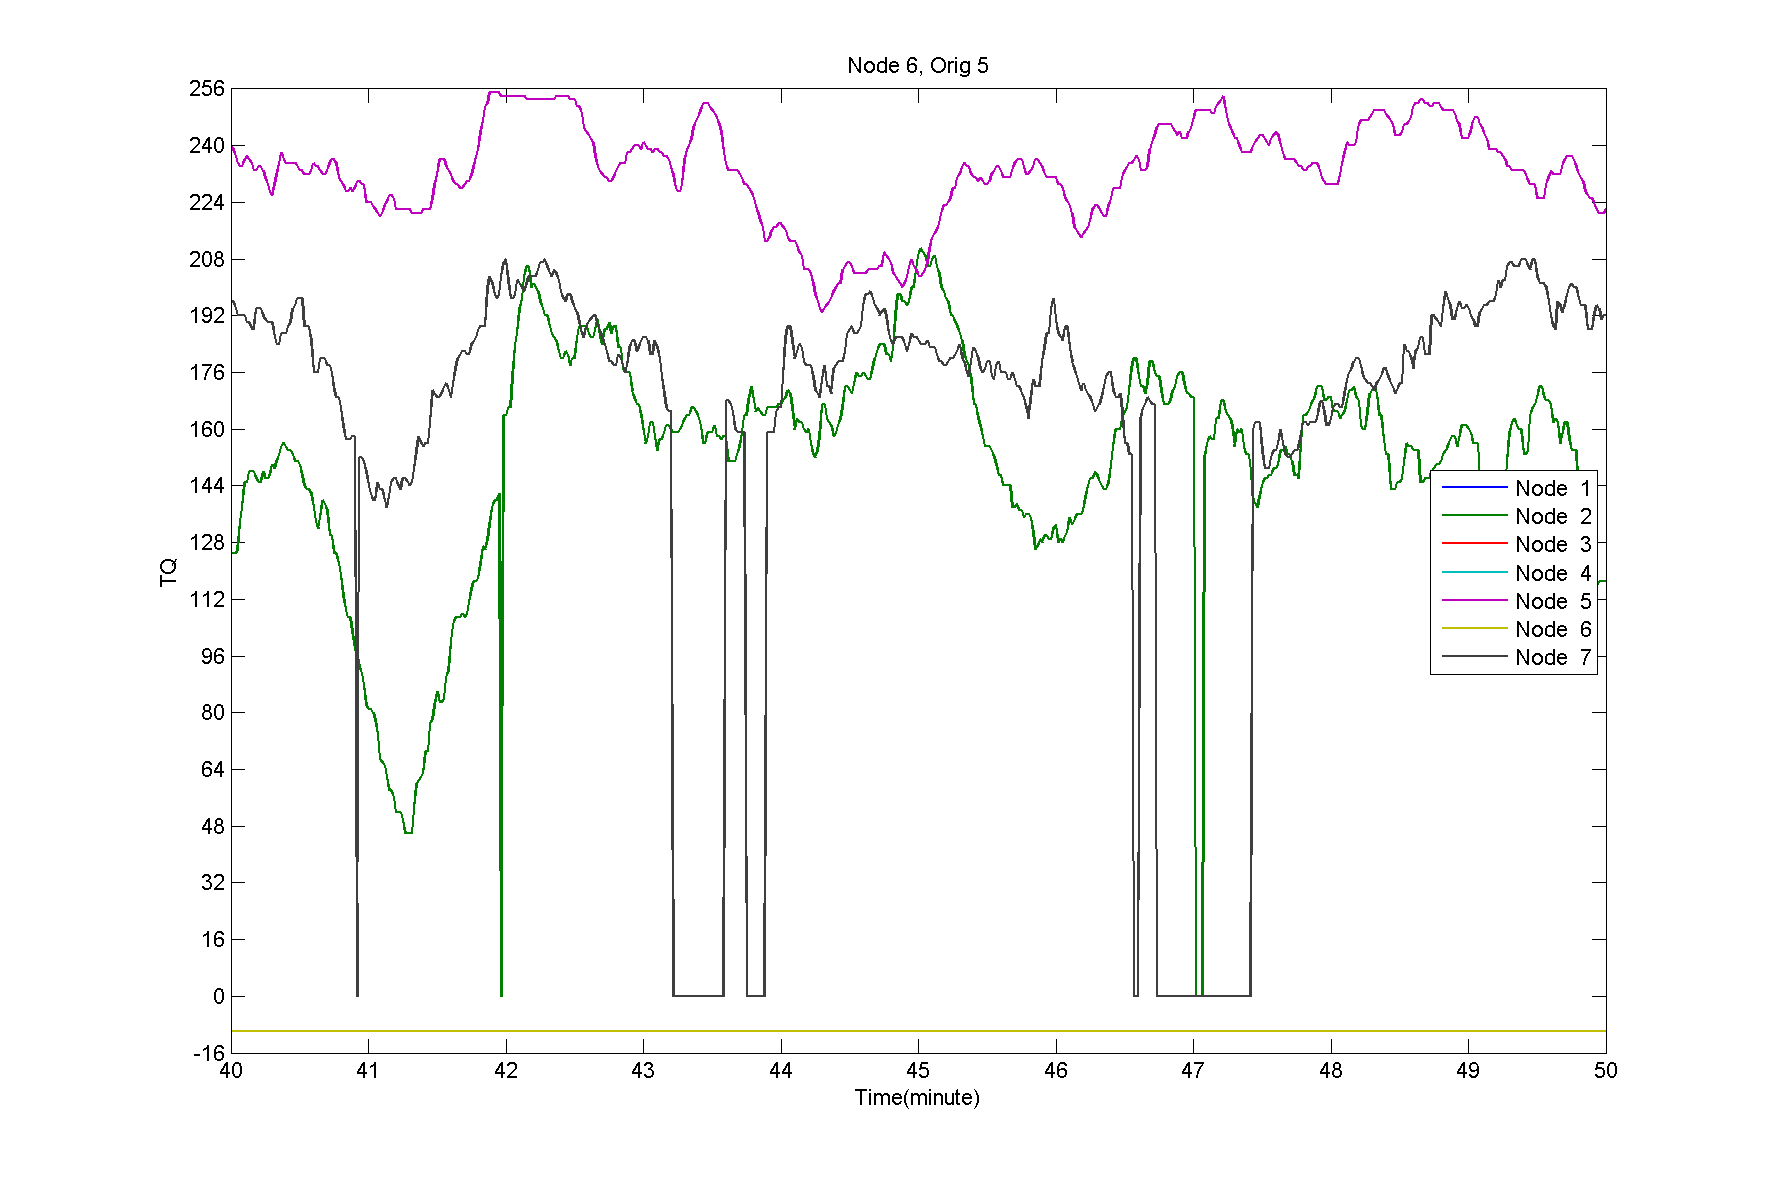 Node 6, Orig 5
256
240
224
208
192
176
160
144
128
112
96
80
64
48
32
16
0
-16
TQ
40 41 42 43 44 45 46 47 48 49 50
Time(minute)
Node 1
Node 2
Node 3
Node 4
Node 5
Node 6
Node 7